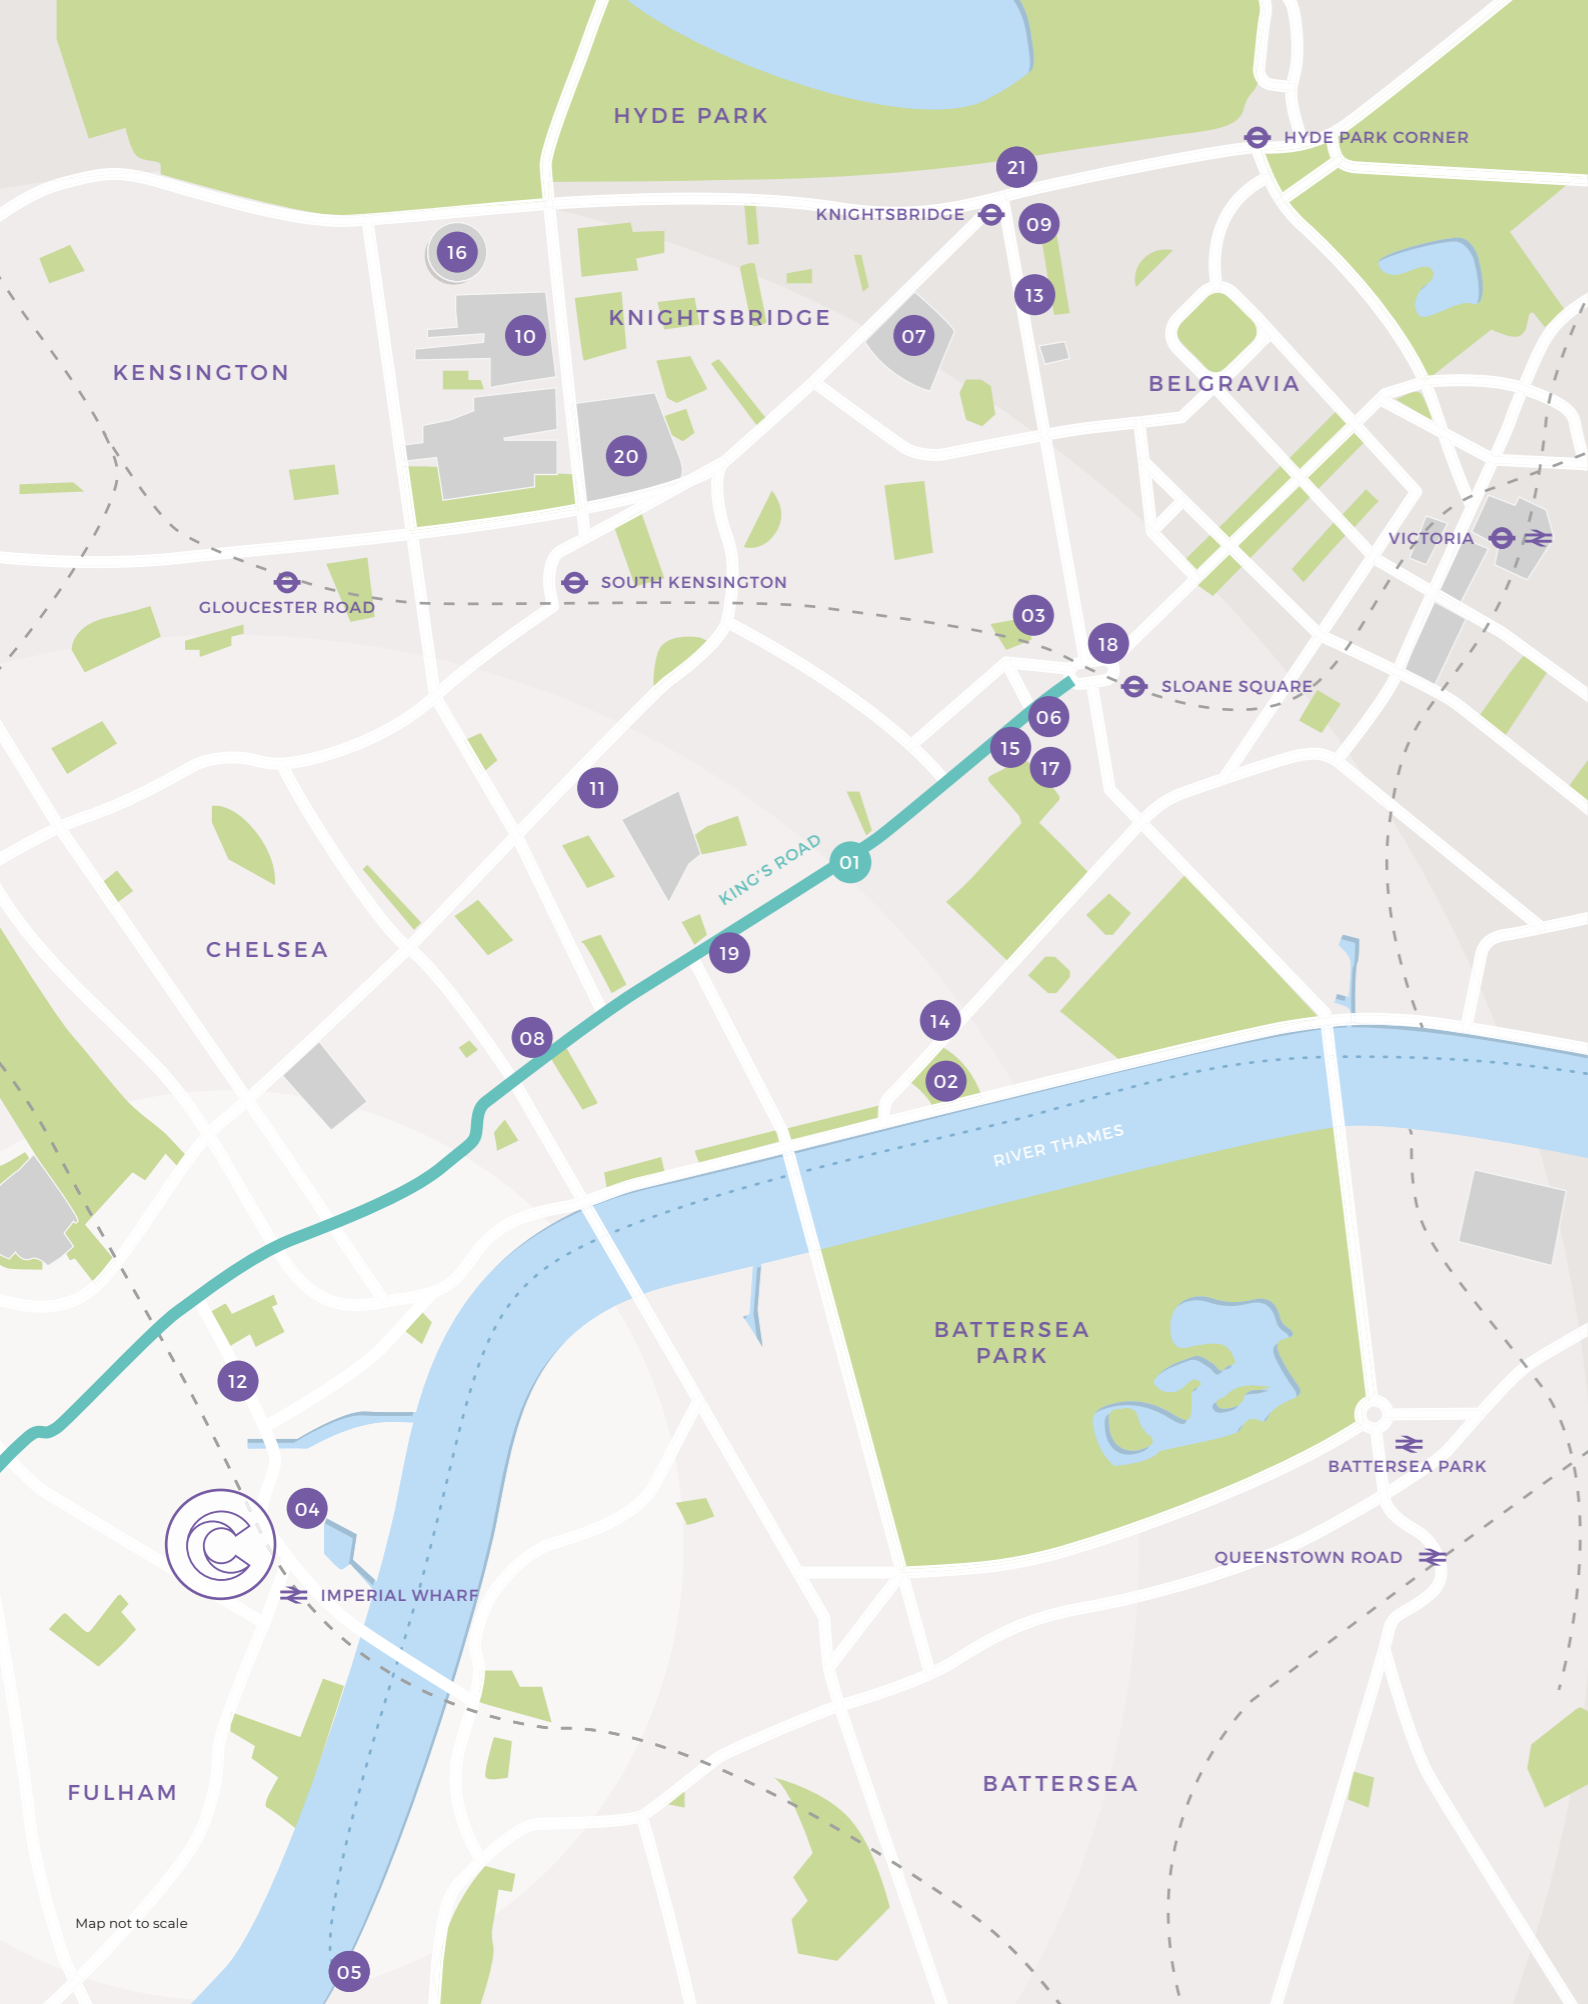 HYDE PARK
HYDE PARK CORNER
21
KNIGHTSBRIDGE
09
16
13
KNIGHTSBRIDGE
10
07
KENSINGTON
BELGRAVIA
20
VICTORIA
SOUTH KENSINGTON
GLOUCESTER ROAD
03
18
SLOANE SQUARE
06
15
17
11
KING'S ROAD
01
CHELSEA
19
14
08
02
RIVER THAMES
BATTERSEA
PARK
12
BATTERSEA PARK
04
QUEENSTOWN ROAD
IMPERIAL WHARF
BATTERSEA
FULHAM
Map not to scale
05